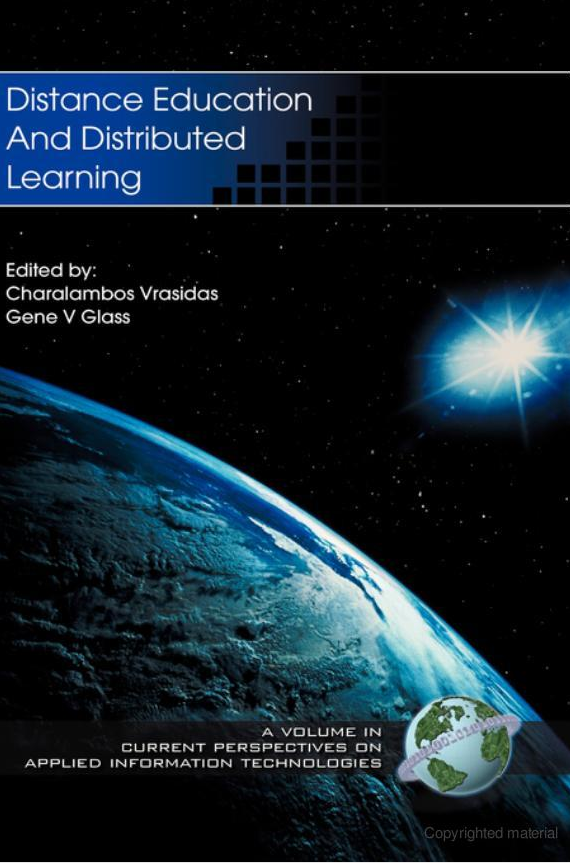 Distance Education
And Distributed
Learning
Edited by:
Charalambos Vrasidas
Gene V Glass
A VOLUME IN
CURRENT PERSPECTIVES ON
APPLIED INFORMATION TECHNOLOGIES
Copyrighted material